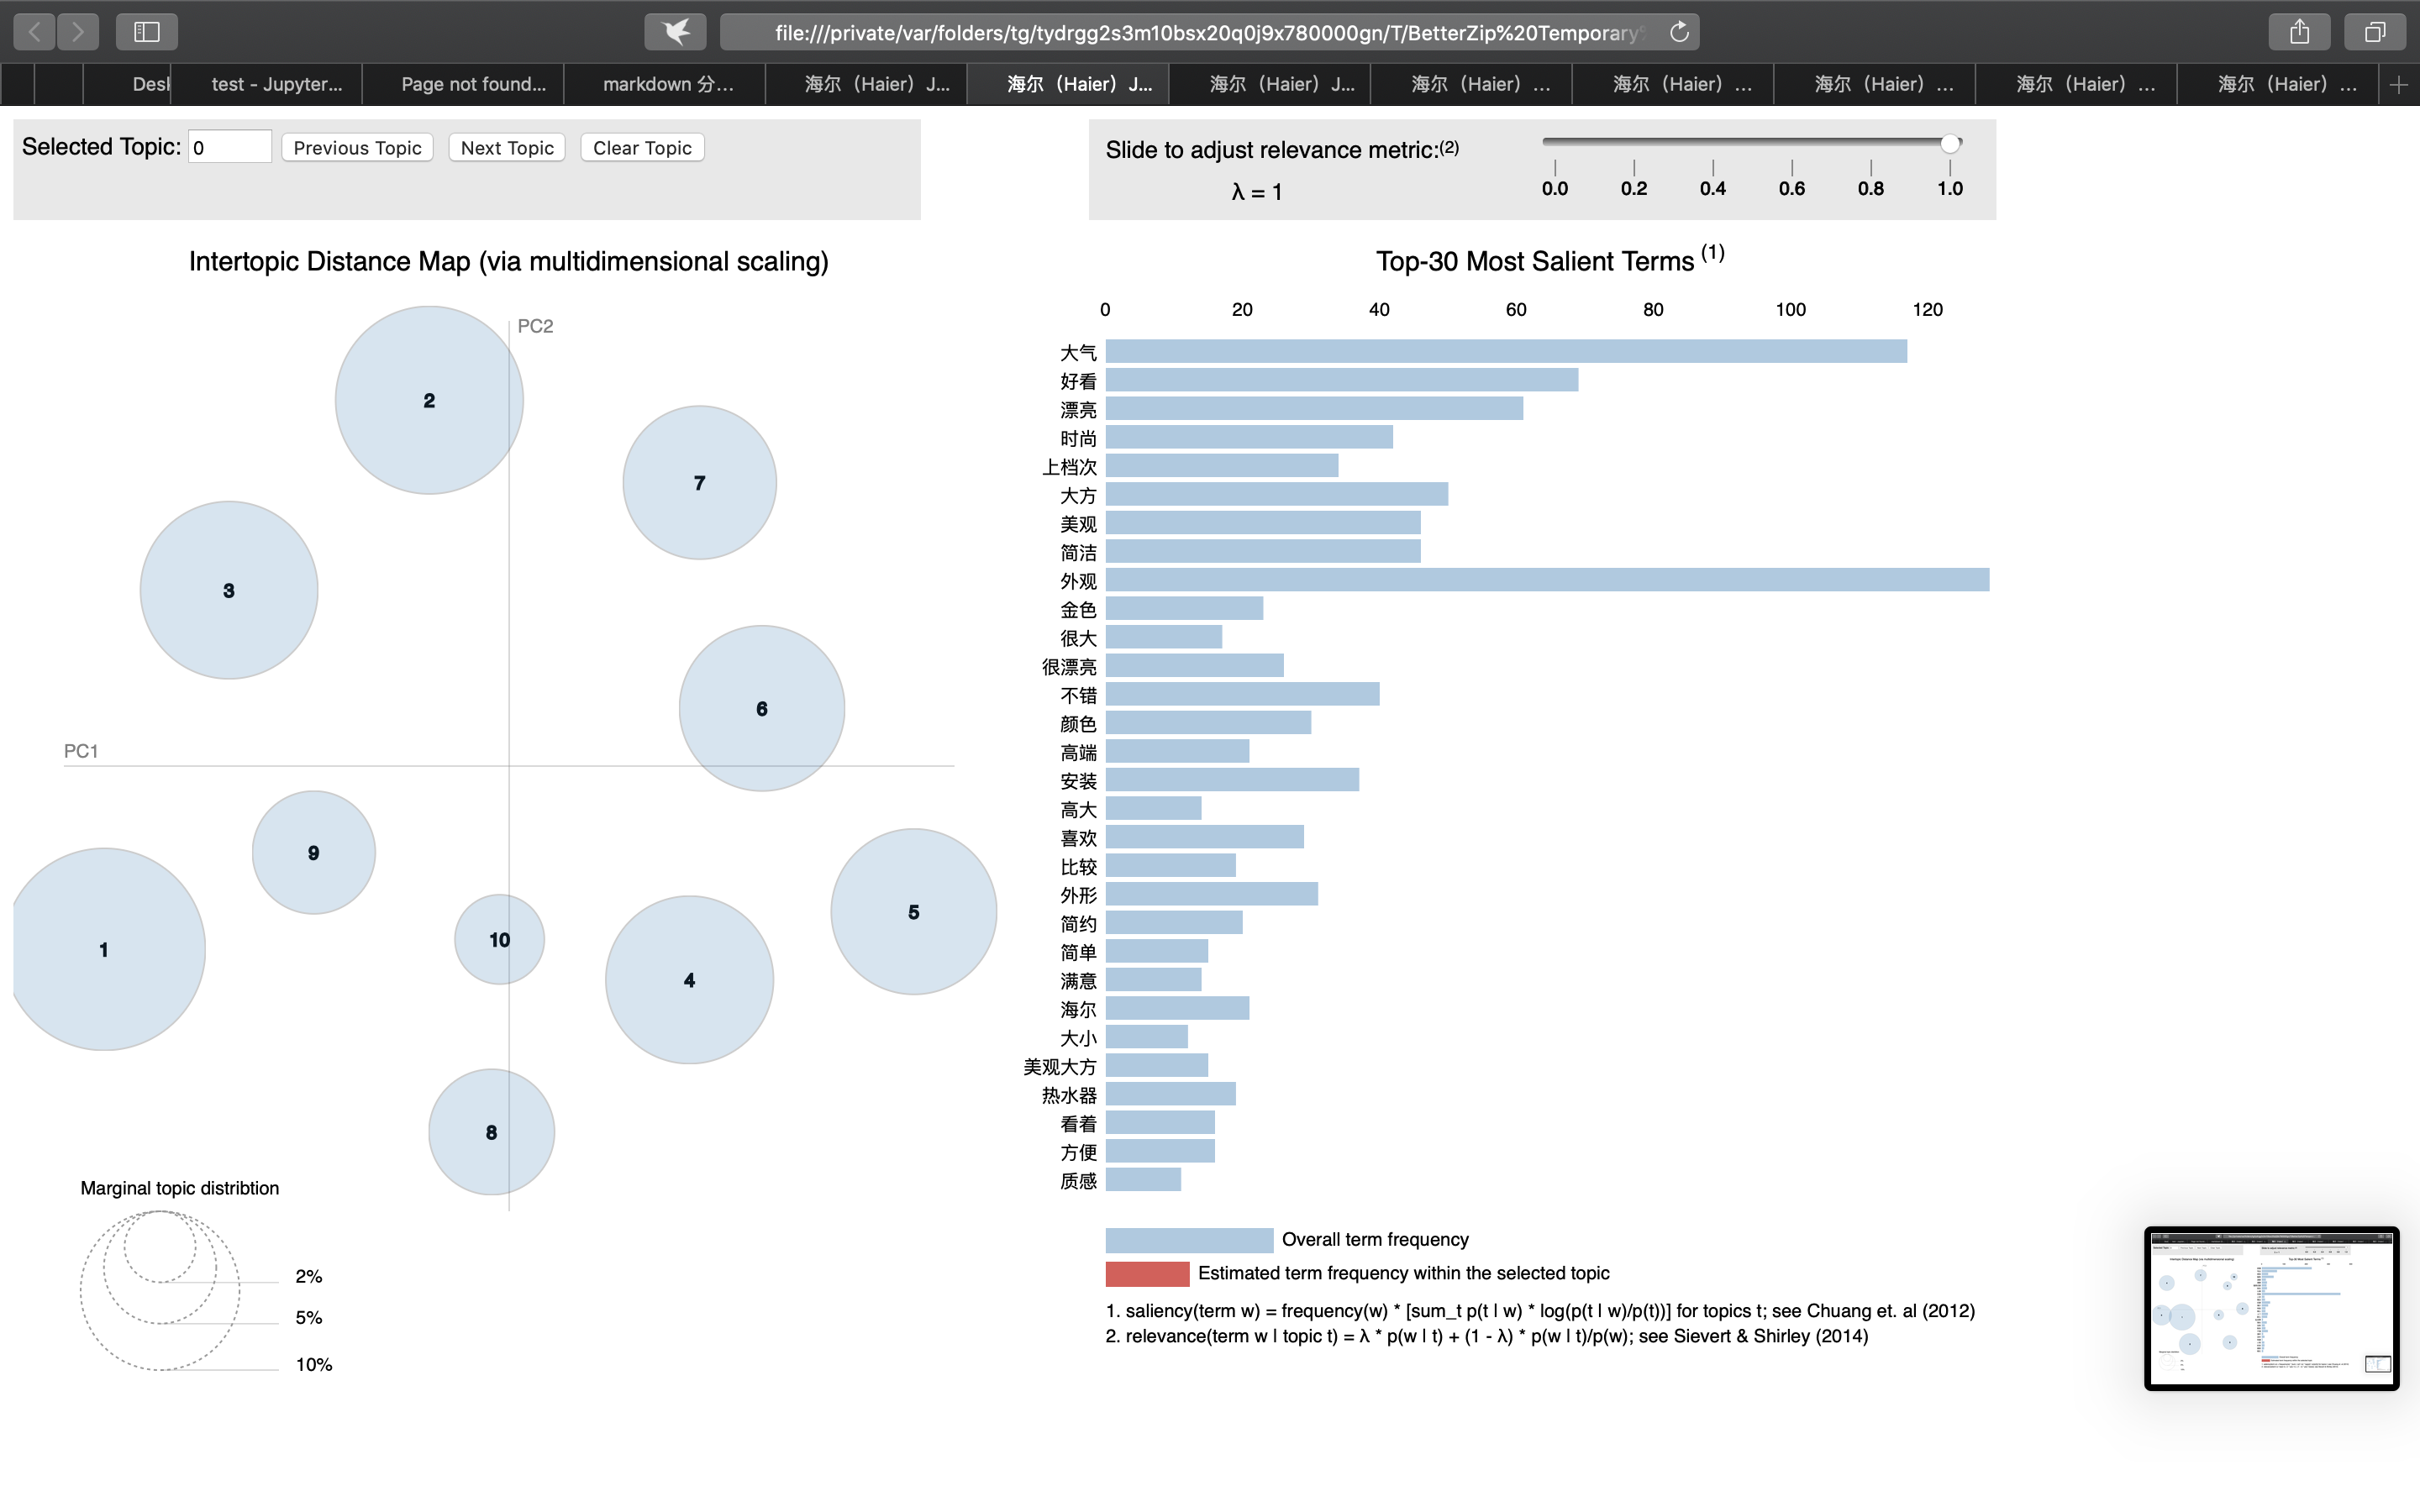 file:///private/var/folders/tg/tydrgg2s3m10bsx20q0j9x780000gn/T/BetterZip%20Temporary
Desl
test - Jupyter...
Page not found...
markdown 分...
海尔（Haier）J...
海尔（Haier）J...
海尔（Haier）J...
海尔（Haier）...
海尔（Haier）...
海尔（Haier）...
海尔（Haier）...
海尔（Haier）...
Selected Topic: 0 Previous Topic Next Topic Clear Topic
Slide to adjust relevance metric:(2)
λ = 1
0.0 0.2 0.4 0.6 0.8 1.0
Intertopic Distance Map (via multidimensional scaling)
PC2
PC1
2
7
3
6
9
5
10
1
4
8
Marginal topic distribtion
2%
5%
10%
Top-30 Most Salient Terms (1)
0 20 40 60 80 100 120
大气
好看
漂亮
时尚
上档次
大方
美观
简洁
外观
金色
很大
很漂亮
不错
颜色
高端
安装
高大
喜欢
比较
外形
简约
简单
满意
海尔
大小
美观大方
热水器
看着
方便
质感
Overall term frequency
Estimated term frequency within the selected topic
1. saliency(term w) = frequency(w) * [sum_t p(t | w) * log(p(t | w)/p(t))] for topics t; see Chuang et. al (2012)
2. relevance(term w | topic t) = λ * p(w | t) + (1 - λ) * p(w | t)/p(w); see Sievert & Shirley (2014)